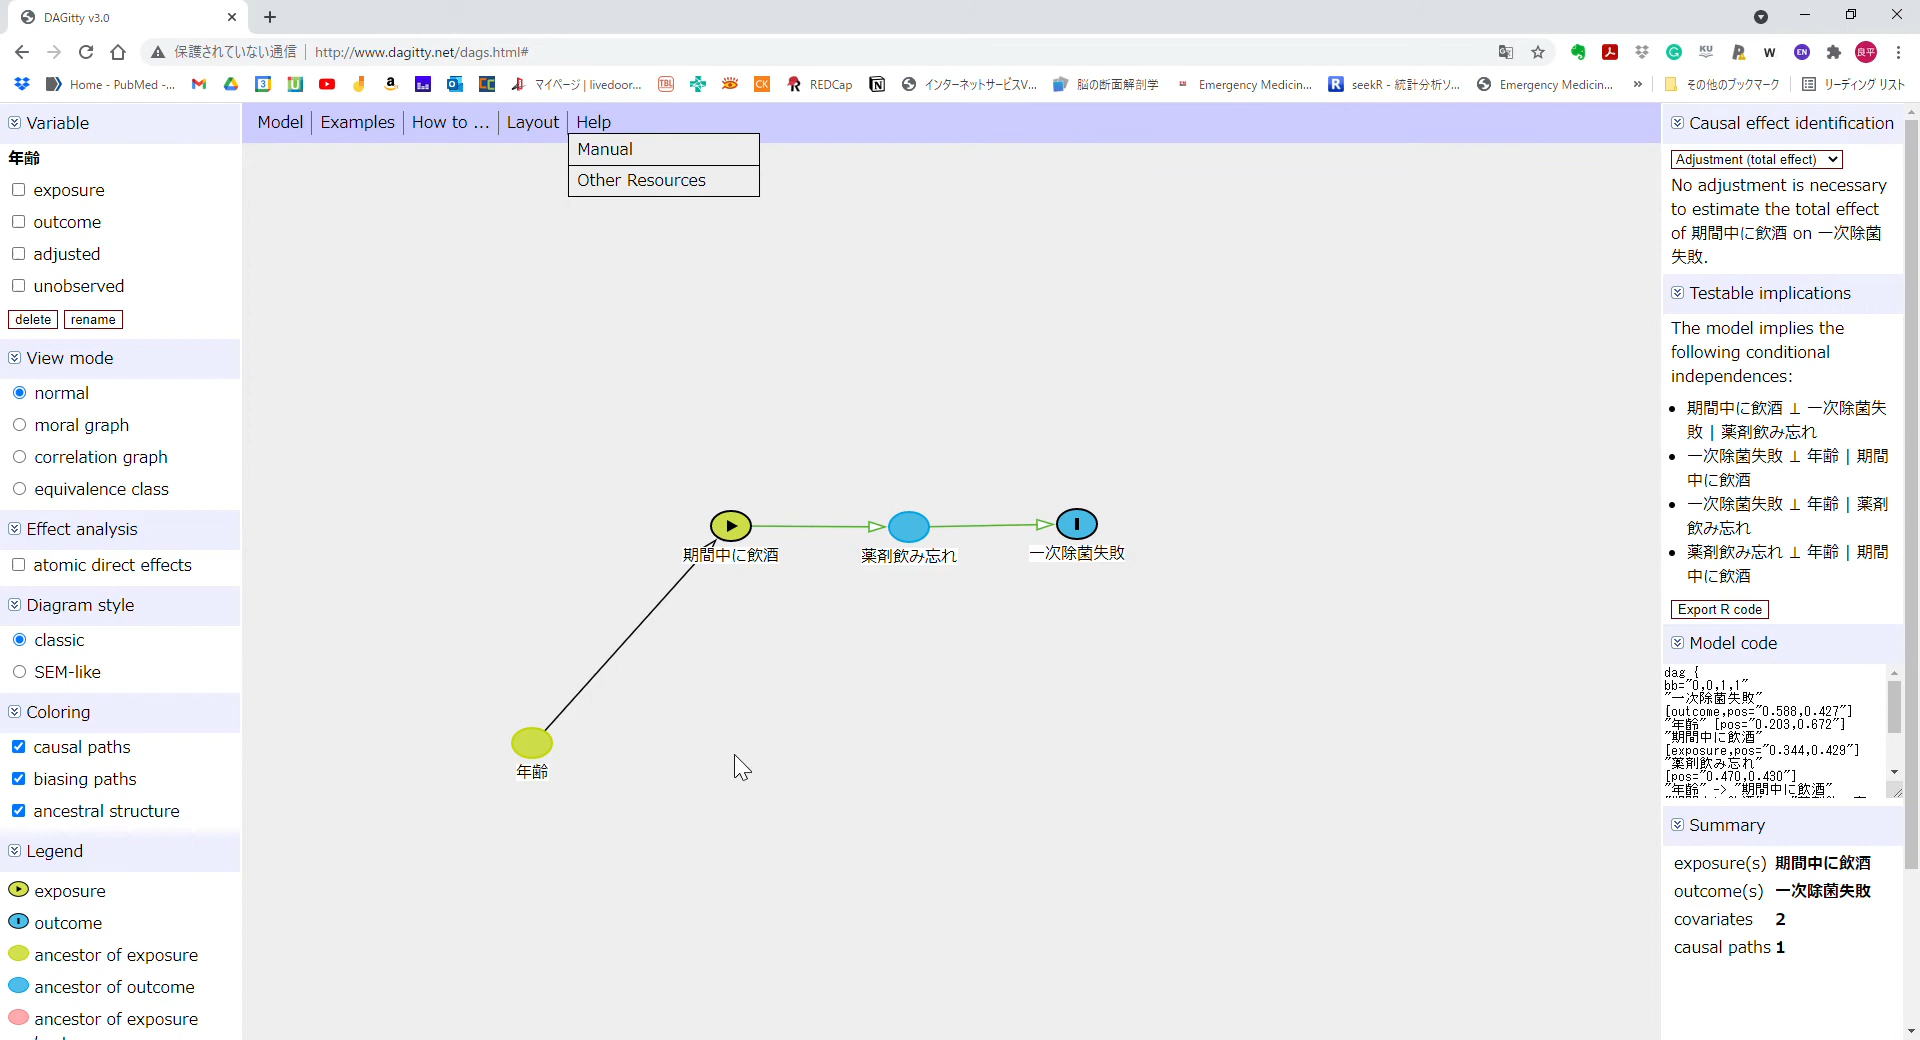 DAGitty v3.0
保護されていない通信
http://www.dagitty.net/dags.html#
Home - PubMed -...
マイページ | livedoor...
REDCap
インターネットサービスV...
脳の断面解剖学
Emergency Medicin...
seekR - 統計分析ソ...
Emergency Medicin...
»
その他のブックマーク
リーディング リスト
Variable
年齢
exposure
outcome
adjusted
unobserved
delete
rename
View mode
normal
moral graph
correlation graph
equivalence class
Effect analysis
atomic direct effects
Diagram style
classic
SEM-like
Coloring
causal paths
biasing paths
ancestral structure
Legend
exposure
outcome
ancestor of exposure
ancestor of outcome
ancestor of exposure
Model
Examples
How to ...
Layout
Help
Manual
Other Resources
期間中に飲酒
薬剤飲み忘れ
一次除菌失敗
年齢
Causal effect identification
Adjustment (total effect)
No adjustment is necessary
to estimate the total effect
of 期間中に飲酒 on 一次除菌
失敗.
Testable implications
The model implies the
following conditional
independences:
• 期間中に飲酒 ⊥ 一次除菌失
敗 | 薬剤飲み忘れ
• 一次除菌失敗 ⊥ 年齢 | 期間
中に飲酒
• 一次除菌失敗 ⊥ 年齢 | 薬剤
飲み忘れ
• 薬剤飲み忘れ ⊥ 年齢 | 期間
中に飲酒
Export R code
Model code
dag {
bb="0,0,1,1"
"一次除菌失敗"
[outcome,pos="0.588,0.427"]
"年齢" [pos="0.203,0.672"]
"期間中に飲酒"
[exposure,pos="0.344,0.429"]
"薬剤飲み忘れ"
[pos="0.470,0.430"]
"年齢" -> "期間中に飲酒"
Summary
exposure(s) 期間中に飲酒
outcome(s) 一次除菌失敗
covariates 2
causal paths 1